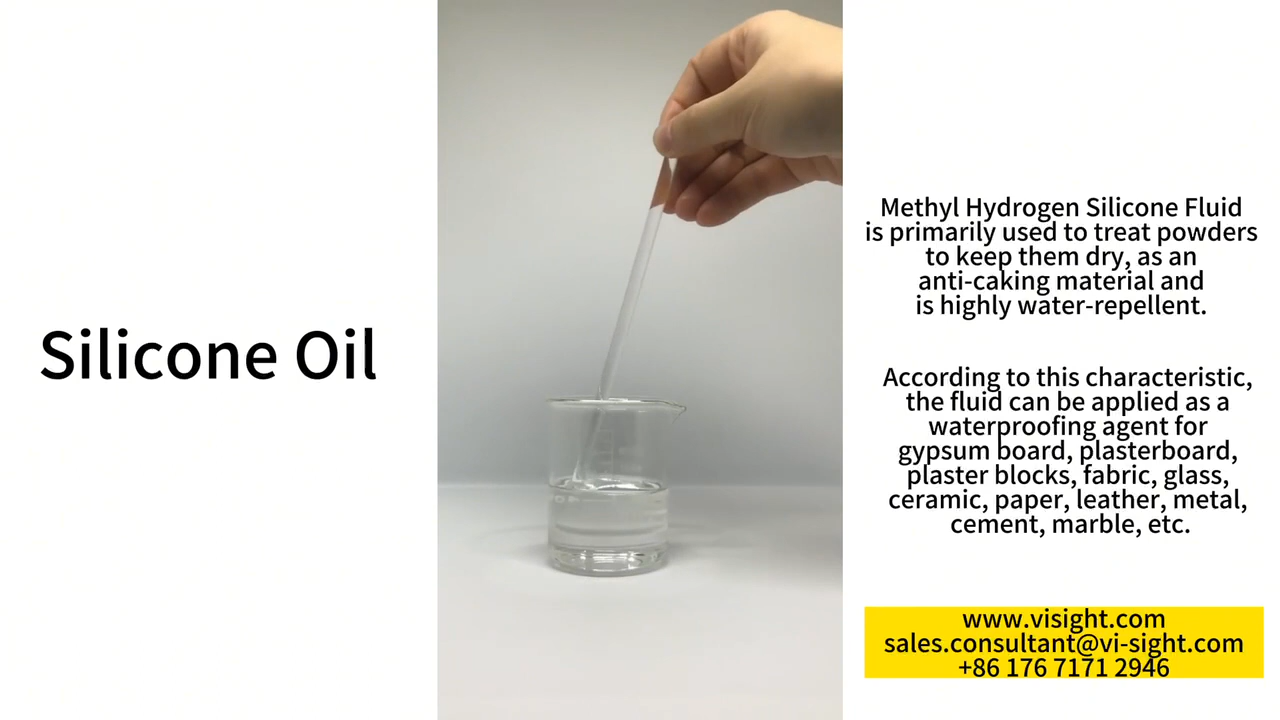 Silicone Oil
Methyl Hydrogen Silicone Fluid
is primarily used to treat powders
to keep them dry, as an
anti-caking material and
is highly water-repellent.
According to this characteristic,
the fluid can be applied as a
waterproofing agent for
gypsum board, plasterboard,
plaster blocks, fabric, glass,
ceramic, paper, leather, metal,
cement, marble, etc.
www.visight.com
sales.consultant@vi-sight.com
+86 176 7171 2946